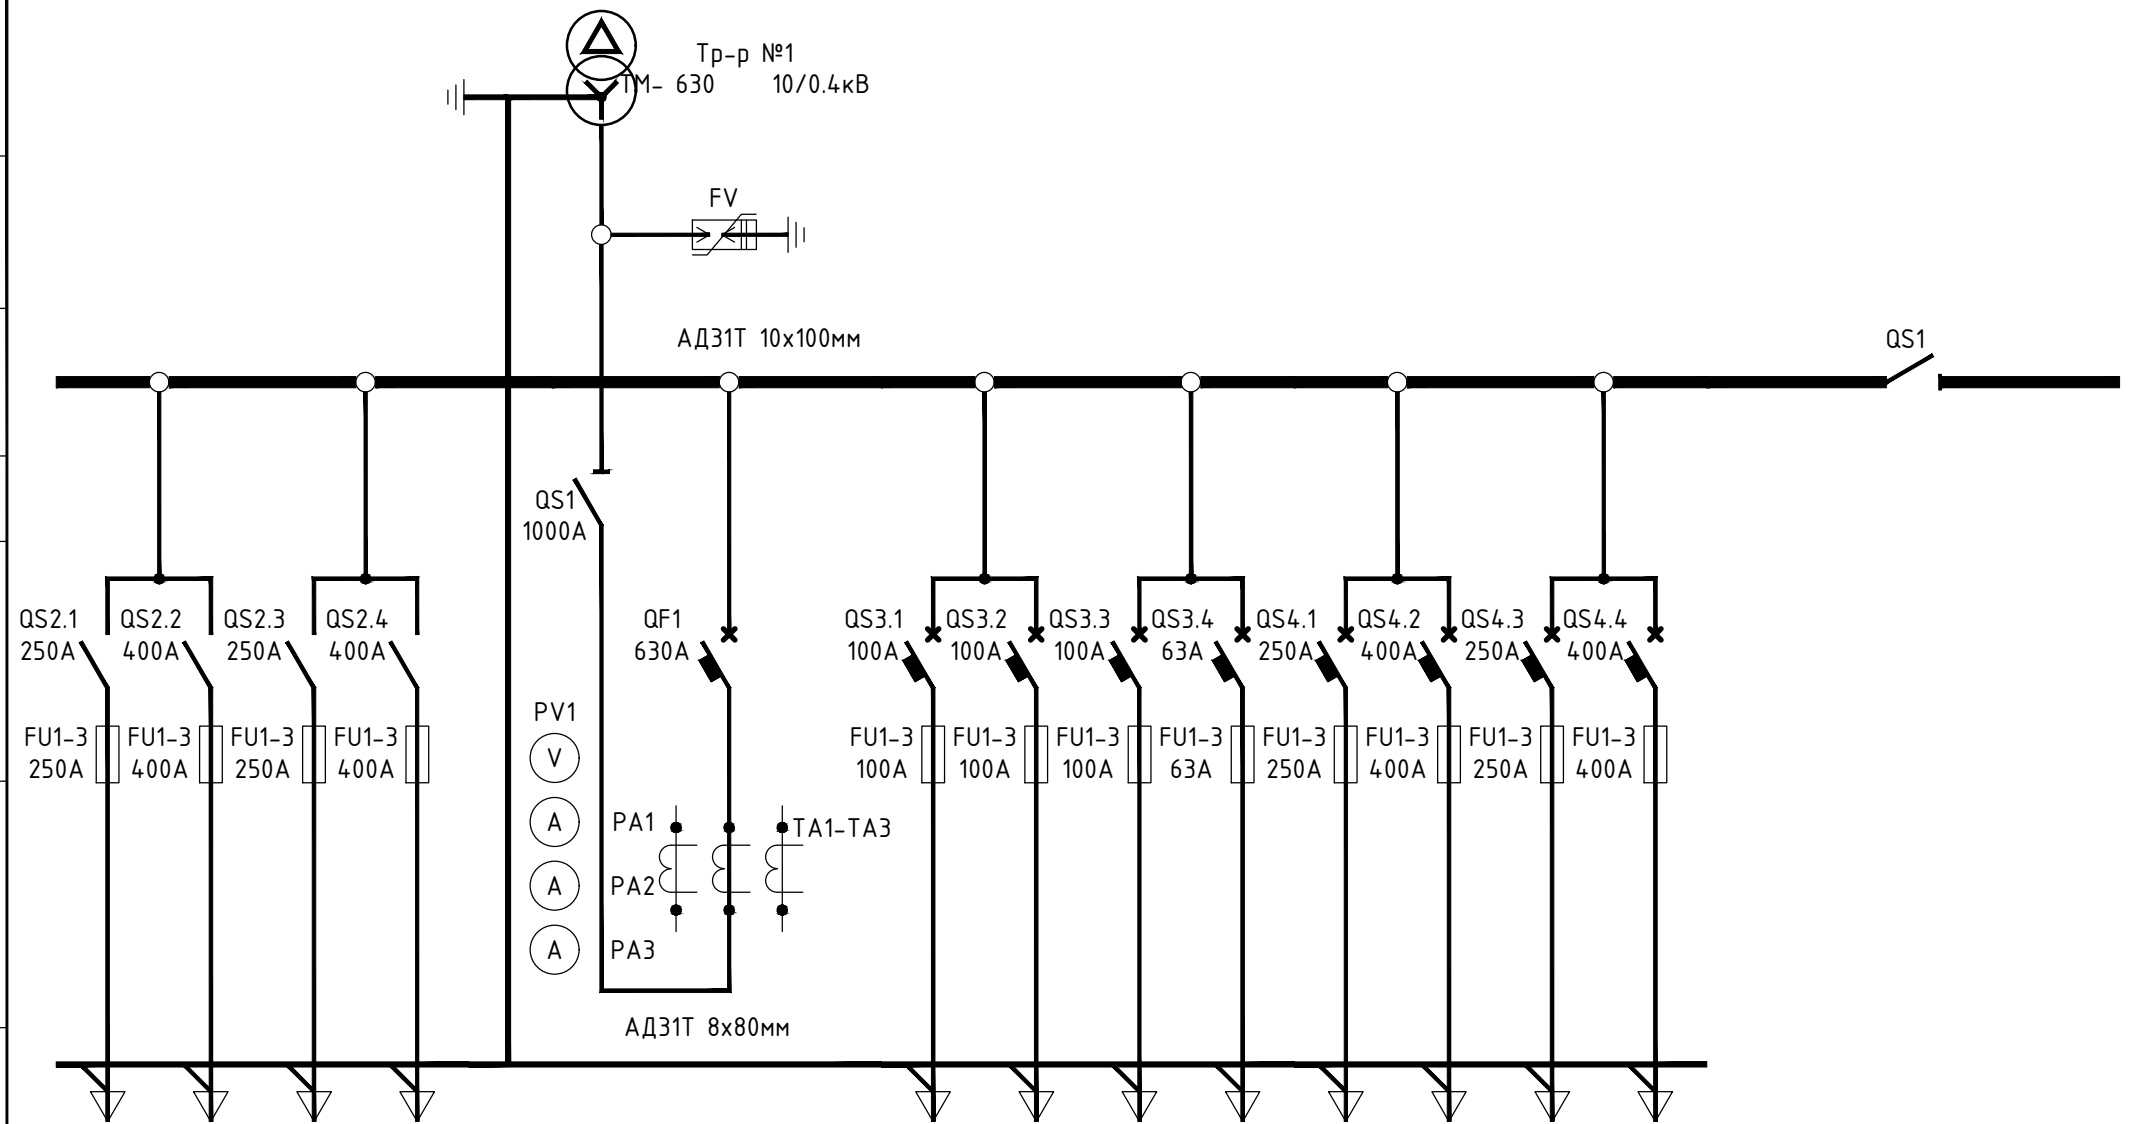 Тр-р №1
ТМ- 630 10/0.4кВ
FV
АД31Т 10х100мм
QS1
QS1
1000А
QS2.1
250А
QS2.2
400А
QS2.3
250А
QS2.4
400А
QF1
630А
QS3.1
100А
QS3.2
100А
QS3.3
100А
QS3.4
63А
QS4.1
250А
QS4.2
400А
QS4.3
250А
QS4.4
400А
FU1-3
250А
FU1-3
400А
FU1-3
250А
FU1-3
400А
PV1
V
A
PA1
A
PA2
A
PA3
TA1-TA3
FU1-3
100А
FU1-3
100А
FU1-3
100А
FU1-3
63А
FU1-3
250А
FU1-3
400А
FU1-3
250А
FU1-3
400А
АД31Т 8х80мм